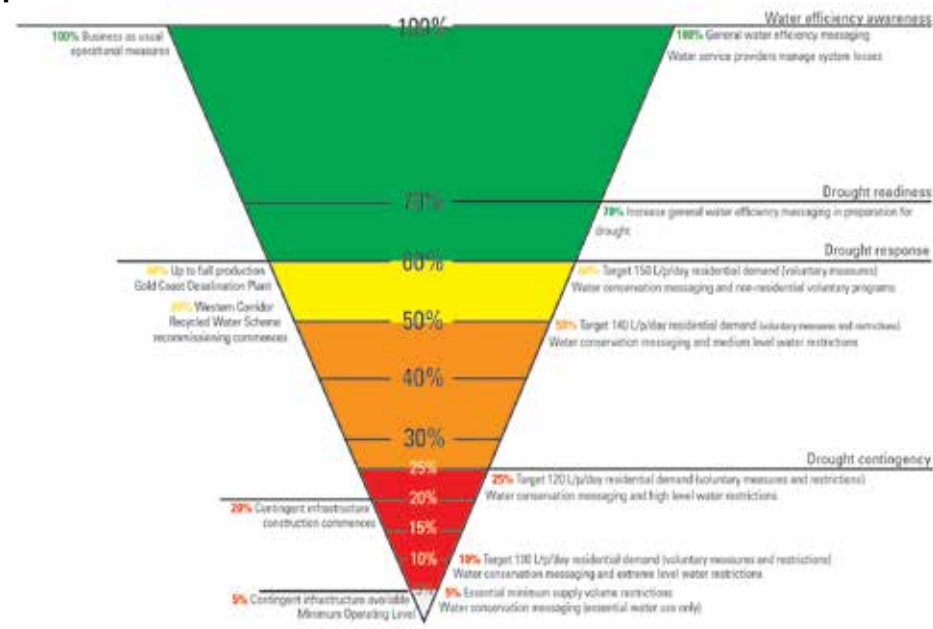 Water efficiency awareness
100%
100% Business as usual
operational measures
100% General water efficiency messaging
Water service providers manage system losses
Drought readiness
70%
70% Increase general water efficiency messaging in preparation for
drought
Drought response
60%
60% Up to full production
Gold Coast Desalination Plant
60% Target 150 L/p/day residential demand (voluntary measures)
Water conservation messaging and non-residential voluntary programs
Western Corridor
Recycled Water Scheme
recommissioning commences
50%
50% Target 140 L/p/day residential demand (voluntary measures and restrictions)
Water conservation messaging and medium level water restrictions
40%
30%
Drought contingency
25%
25% Target 120 L/p/day residential demand (voluntary measures and restrictions)
Water conservation messaging and high level water restrictions
20%
20% Contingent infrastructure
construction commences
15%
10%
10% Target 100 L/p/day residential demand (voluntary measures and restrictions)
Water conservation messaging and extreme level water restrictions
5%
5% Contingent infrastructure available
Minimum Operating Level
5% Essential minimum supply volume restrictions
Water conservation messaging (essential water use only)